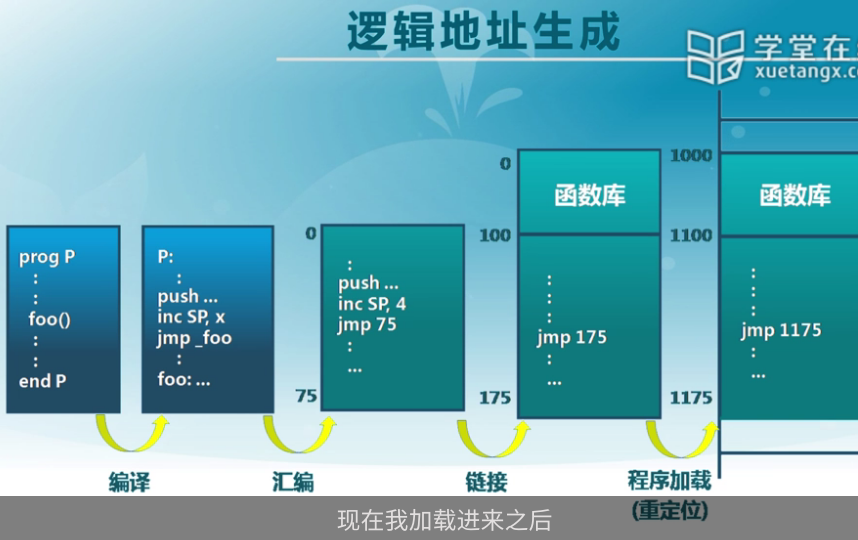 逻辑地址生成
学堂在
xuetangx.co
prog P
:
:
foo()
:
:
end P
P:
:
push ...
inc SP, x
jmp _foo
:
foo: ...
0
75
:
push ...
inc SP, 4
jmp 75
:
...
0
100
175
函数库
:
:
:
jmp 175
:
...
1000
1100
1175
函数库
:
:
:
jmp 1175
:
...
编译
汇编
链接
程序加载
(重定位)
现在我加载进来之后